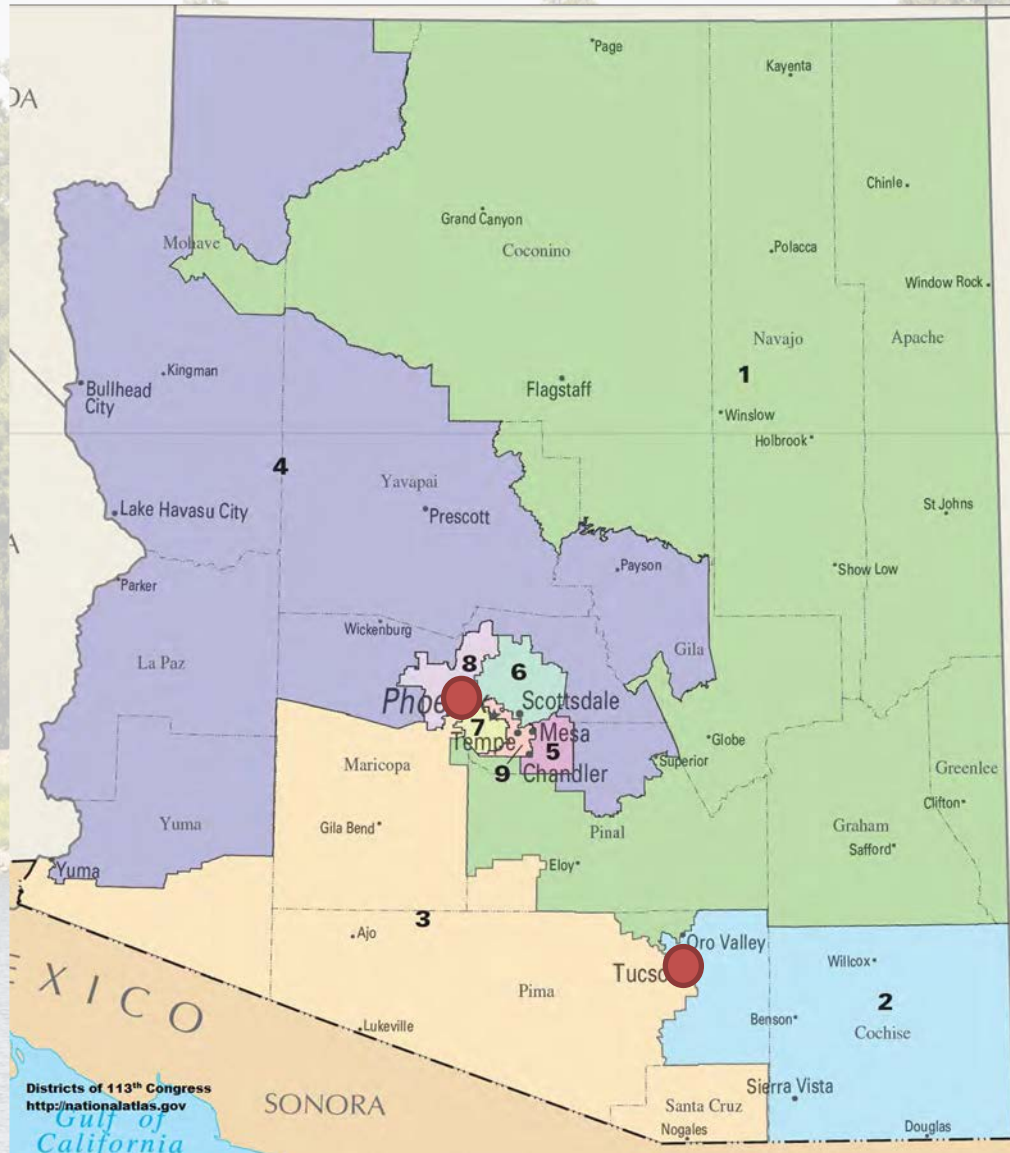 Page
Kayenta
DA
Chinle
Grand Canyon
Mohave
Coconino
Polacca
Window Rock
Navajo
Apache
1
Kingman
Flagstaff
Bullhead
City
Winslow
Holbrook
4
Yavapai
St Johns
Lake Havasu City
Prescott
A
Payson
Show Low
Parker
Wickenburg
Gila
La Paz
8
6
Scottsdale
7
Tempe
Mesa
5
Globe
9
Chandler
Superior
Maricopa
Greenlee
Clifton
Yuma
Gila Bend
Pinal
Graham
Safford
Eloy
Yuma
3
Ajo
Oro Valley
Willcox
EXICO
Pima
2
Benson
Cochise
Lukeville
Districts of 113th Congress
http://nationalatlas.gov
SONORA
Sierra Vista
Santa Cruz
Gulf of
California
Nogales
Douglas